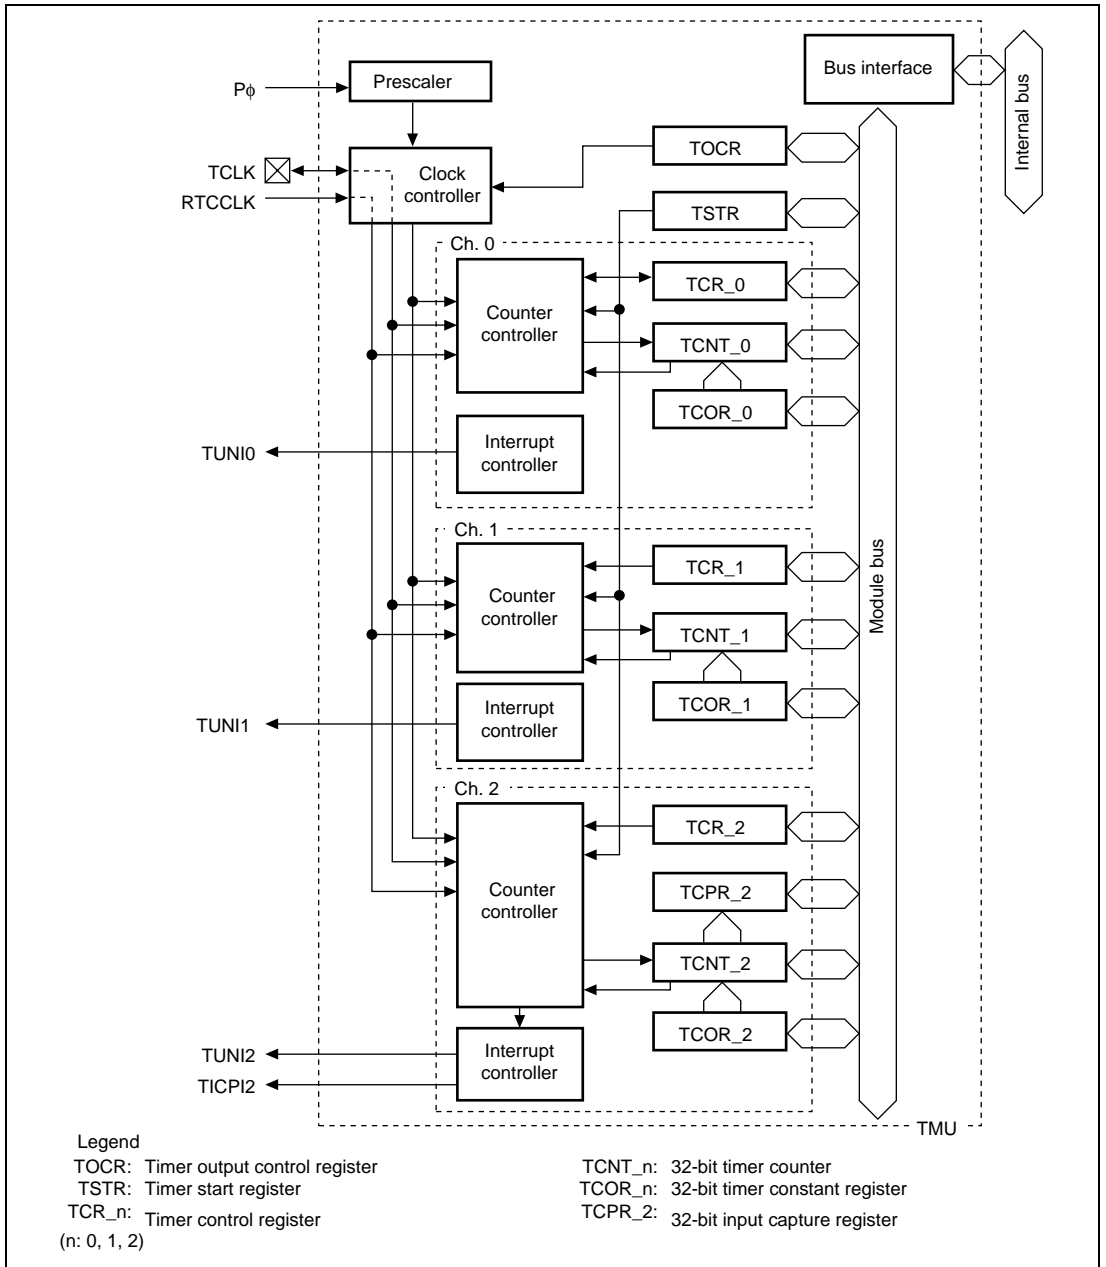 Bus interface
Internal bus
Prescaler
Pϕ
TOCR
TCLK
Clock
controller
RTCCLK
TSTR
Ch. 0
Counter
controller
TCR_0
TCNT_0
TCOR_0
Interrupt
controller
TUNI0
Module bus
Ch. 1
Counter
controller
TCR_1
TCNT_1
TCOR_1
Interrupt
controller
TUNI1
Ch. 2
Counter
controller
TCR_2
TCPR_2
TCNT_2
TCOR_2
Interrupt
controller
TUNI2
TICPI2
TMU
Legend
TOCR: Timer output control register
TSTR: Timer start register
TCR_n: Timer control register
(n: 0, 1, 2)
TCNT_n: 32-bit timer counter
TCOR_n: 32-bit timer constant register
TCPR_2: 32-bit input capture register